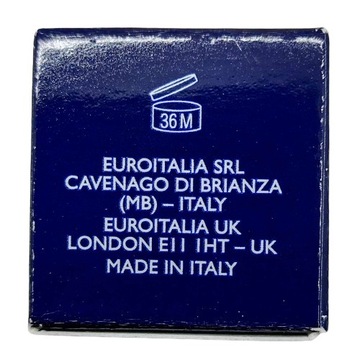 36M
EUROITALIA SRL
CAVENAGO DI BRIANZA
(MB) – ITALY
EUROITALIA UK
LONDON E11 1HT – UK
MADE IN ITALY